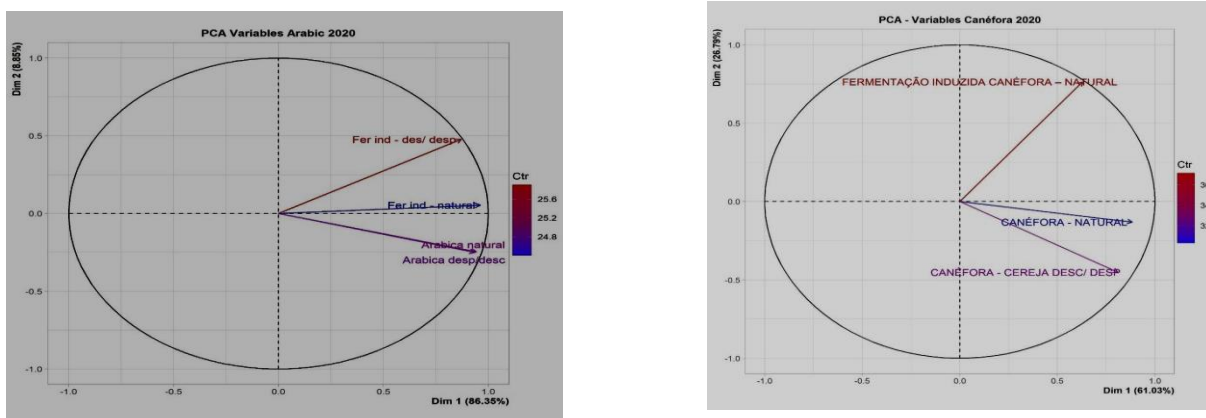 PCA Variables Arabic 2020
Dim 2 (8.85%)
1.0
0.5
0.0
-0.5
-1.0
Fer ind - des/ desp
Fer ind - natural
Arabica natural
Arabica desp/desc
-1.0 -0.5 0.0 0.5 1.0
Dim 1 (86.35%)
Ctr
25.6
25.2
24.8
PCA - Variables Canéfora 2020
Dim 2 (26.79%)
1.0
0.5
0.0
-0.5
-1.0
FERMENTAÇÃO INDUZIDA CANÉFORA – NATURAL
CANÉFORA - NATURAL
CANÉFORA - CEREJA DESC/ DESP
-1.0 -0.5 0.0 0.5 1.0
Dim 1 (61.03%)
Ctr